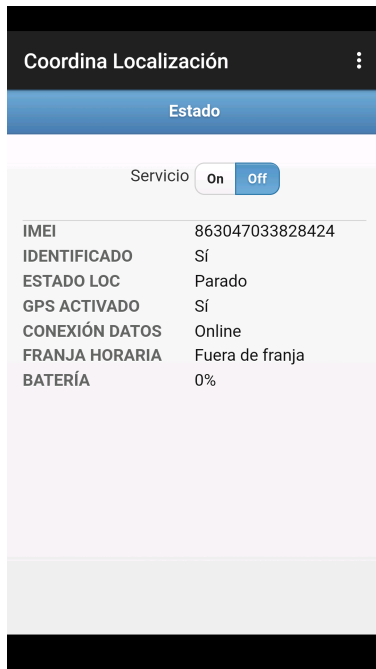 Coordina Localización
Estado
Servicio On Off
IMEI 863047033828424
IDENTIFICADO Sí
ESTADO LOC Parado
GPS ACTIVADO Sí
CONEXIÓN DATOS Online
FRANJA HORARIA Fuera de franja
BATERÍA 0%